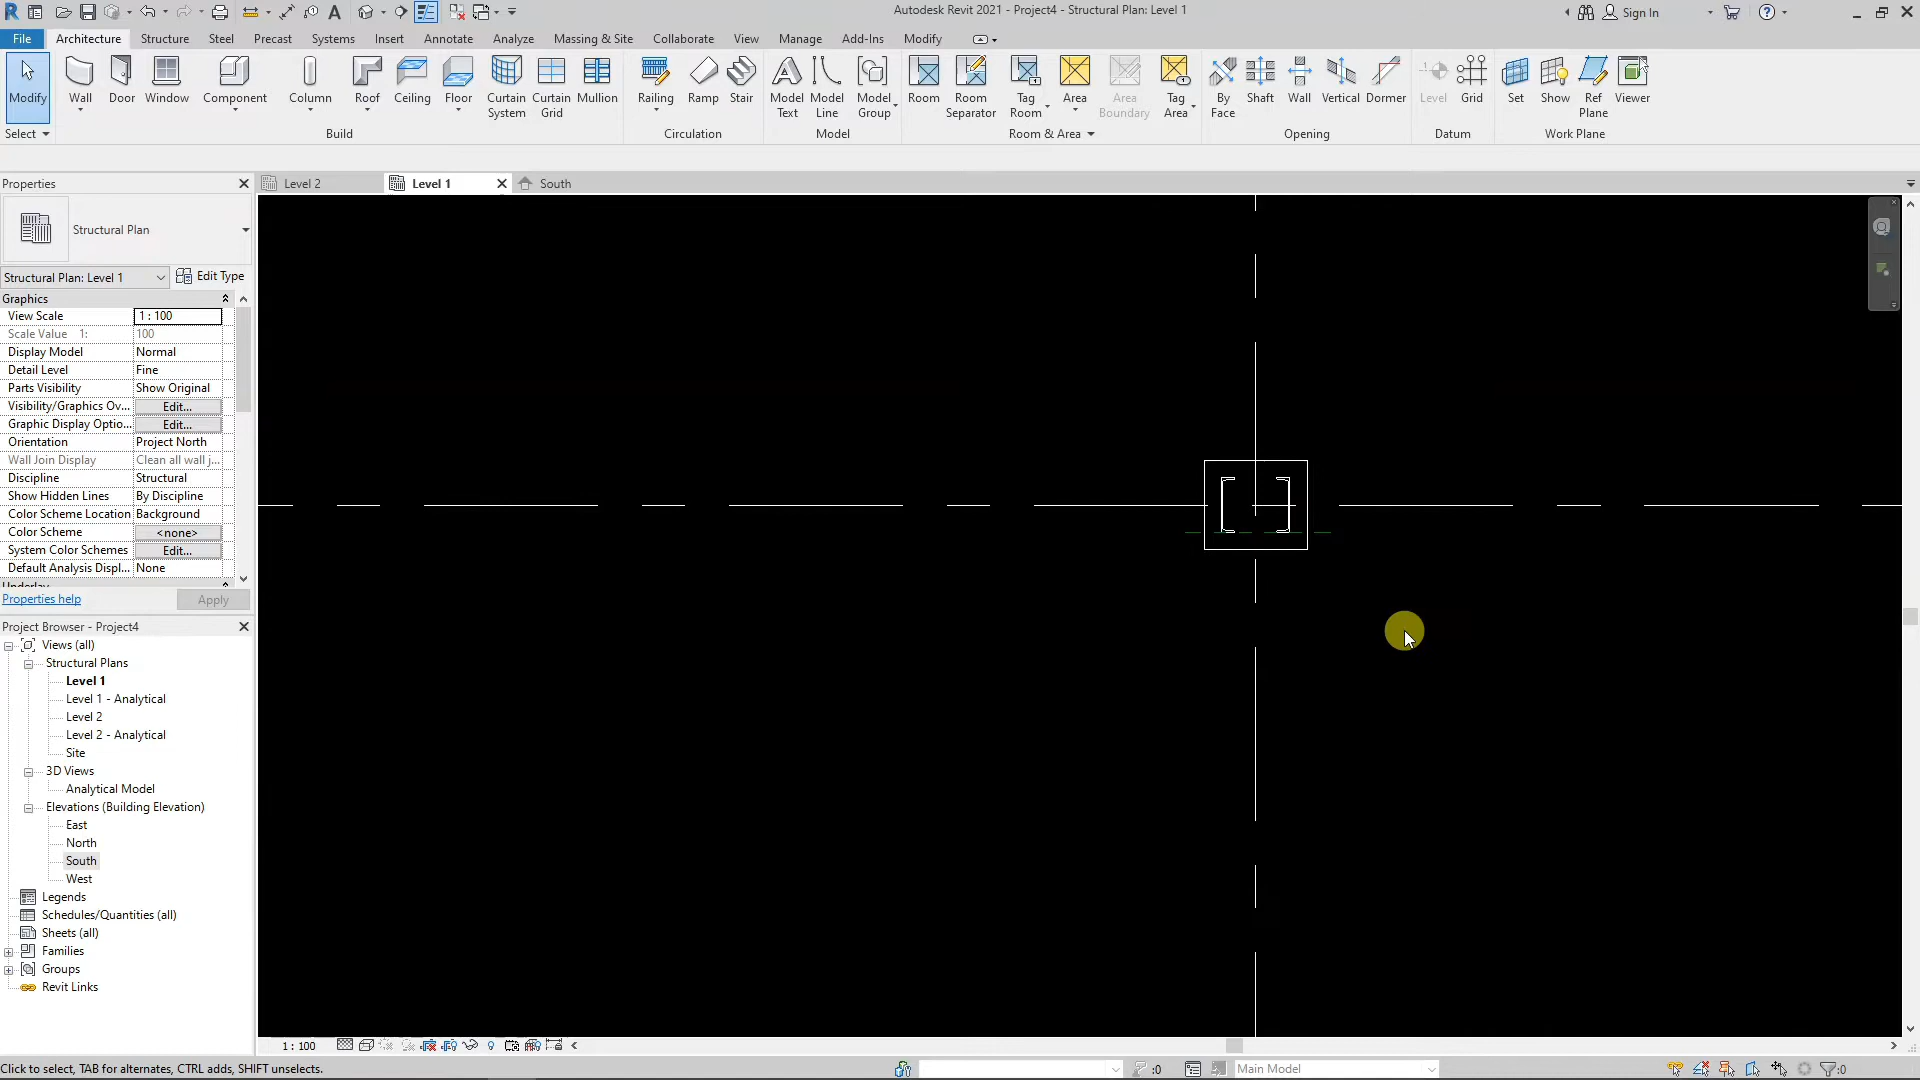 Autodesk Revit 2021 - Project4 - Structural Plan: Level 1
Sign In
File Architecture Structure Steel Precast Systems Insert Annotate Analyze Massing & Site Collaborate View Manage Add-Ins Modify
Modify Wall Door Window Component Column Roof Ceiling Floor Curtain System Curtain Grid Mullion Railing Ramp Stair Model Text Model Line Model Group Room Room Separator Tag Room Area Area Boundary Tag Area By Face Shaft Wall Vertical Dormer Level Grid Set Show Ref Plane Viewer
Select Build Circulation Model Room & Area Opening Datum Work Plane
Properties
Level 2 Level 1 South
Structural Plan
Structural Plan: Level 1 Edit Type
Graphics
View Scale 1 : 100
Scale Value 1: 100
Display Model Normal
Detail Level Fine
Parts Visibility Show Original
Visibility/Graphics Ov... Edit...
Graphic Display Optio... Edit...
Orientation Project North
Wall Join Display Clean all wall j...
Discipline Structural
Show Hidden Lines By Discipline
Color Scheme Location Background
Color Scheme <none>
System Color Schemes Edit...
Default Analysis Displ... None
Underlay
Properties help Apply
Project Browser - Project4
Views (all)
Structural Plans
Level 1
Level 1 - Analytical
Level 2
Level 2 - Analytical
Site
3D Views
Analytical Model
Elevations (Building Elevation)
East
North
South
West
Legends
Schedules/Quantities (all)
Sheets (all)
Families
Groups
Revit Links
1 : 100
Click to select, TAB for alternates, CTRL adds, SHIFT unselects.
:0
Main Model
:0